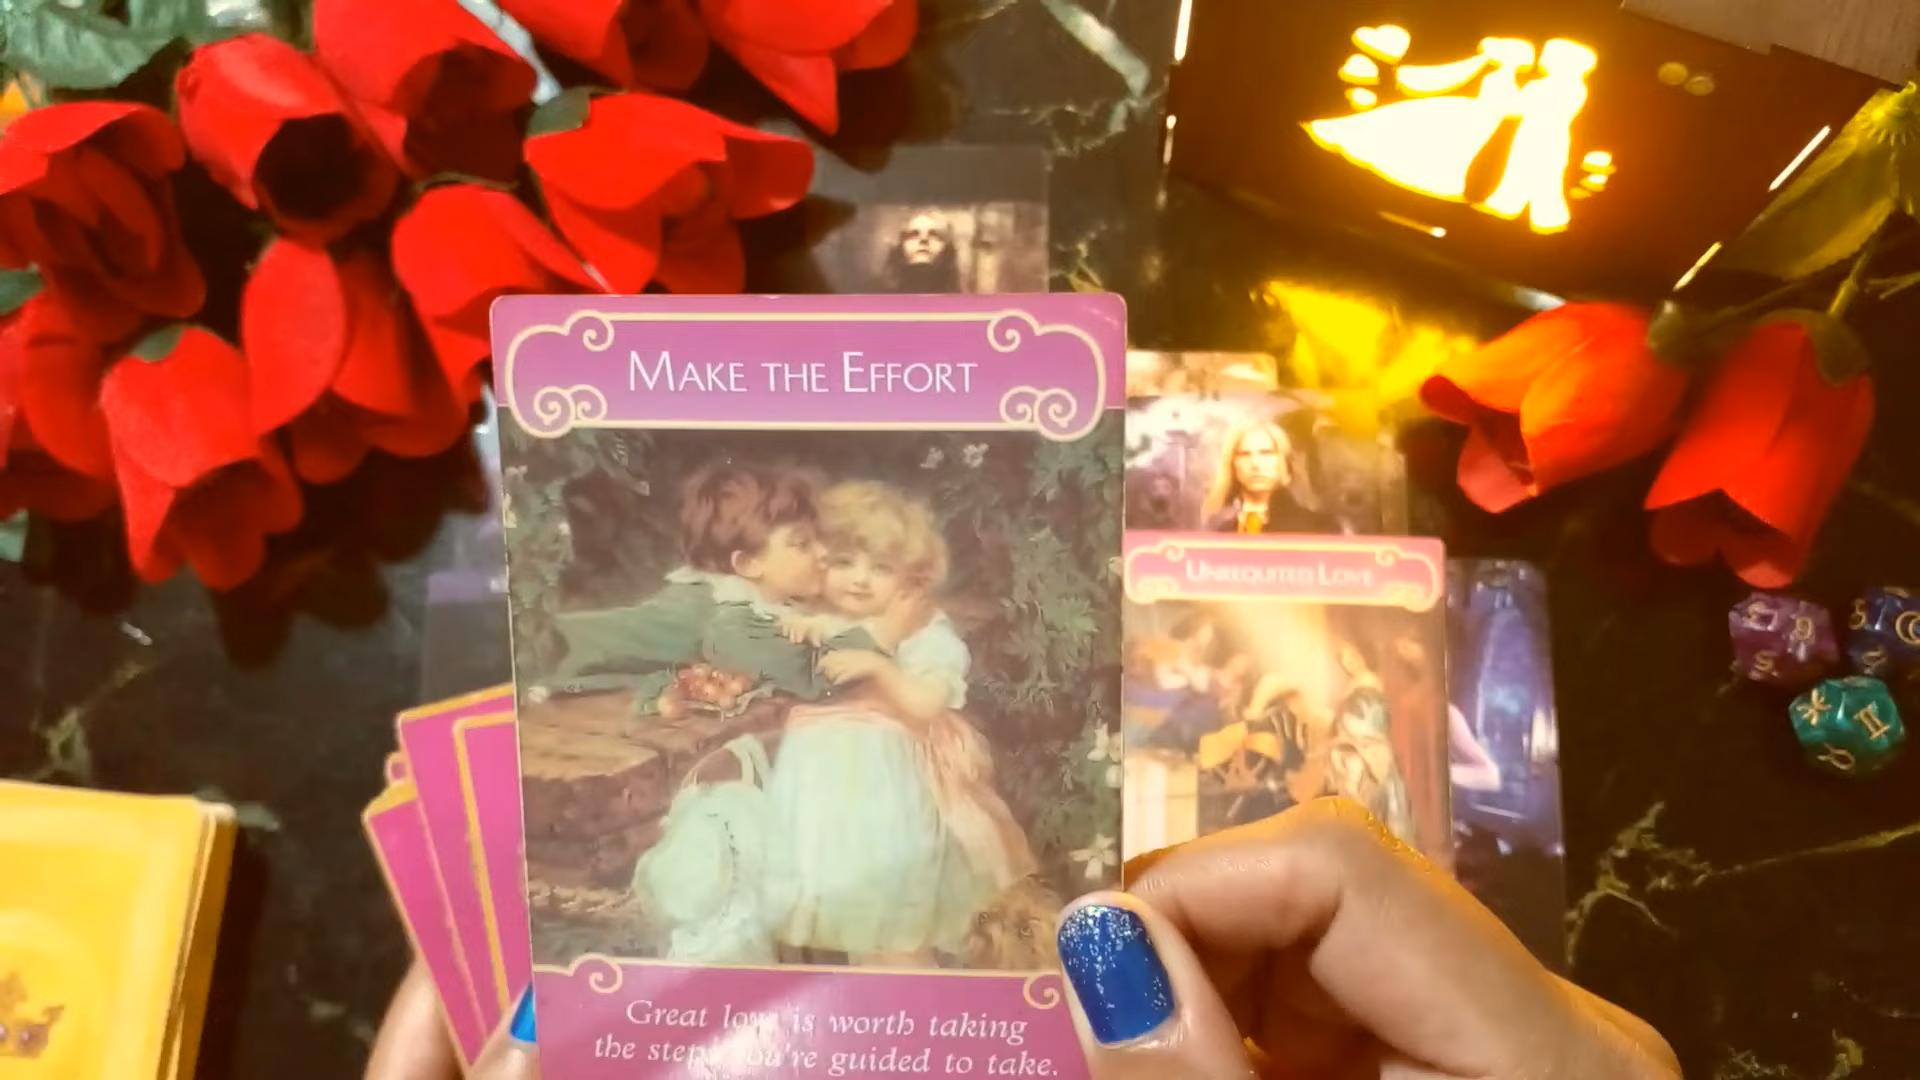 MAKE THE EFFORT
UNREQUITED LOVE
Great love is worth taking
the steps you're guided to take.